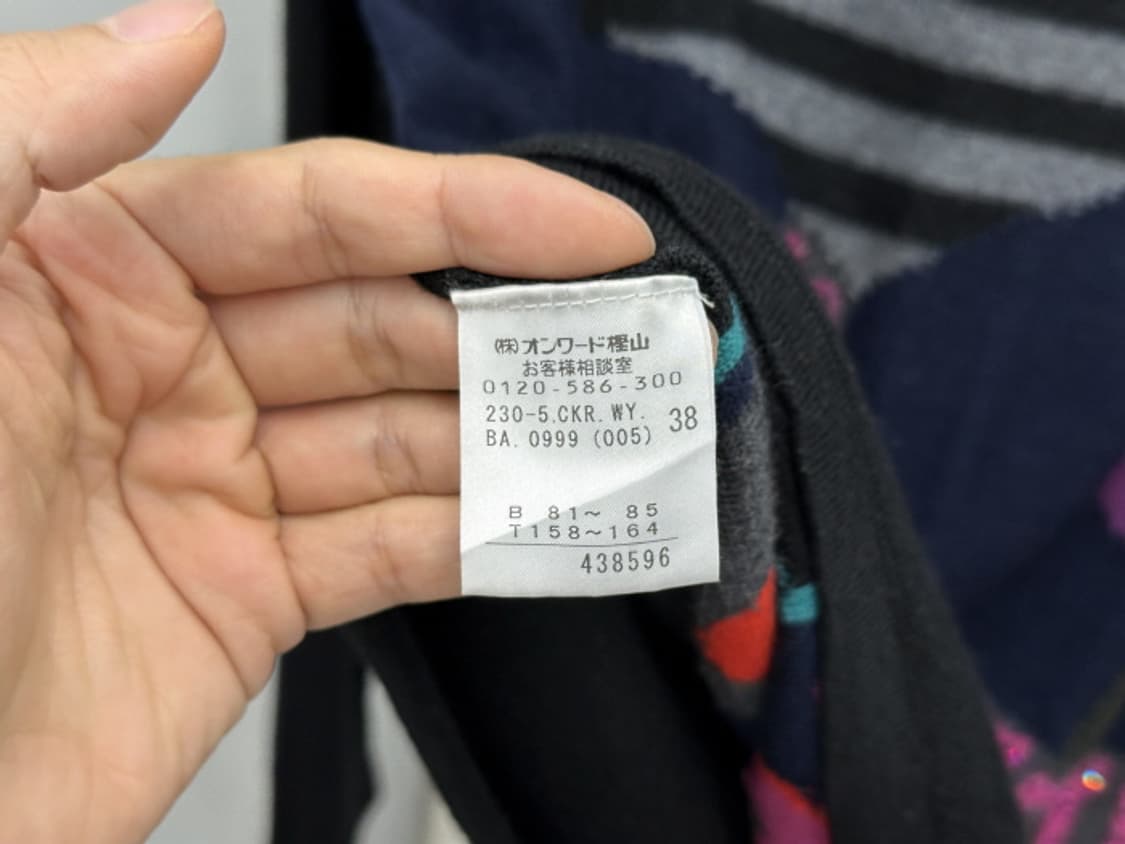 ㈱オンワード樫山
お客様相談室
0120-586-300
230-5.CKR.WY. 38
BA.0999 (005)
B 81～ 85
T158～164
438596